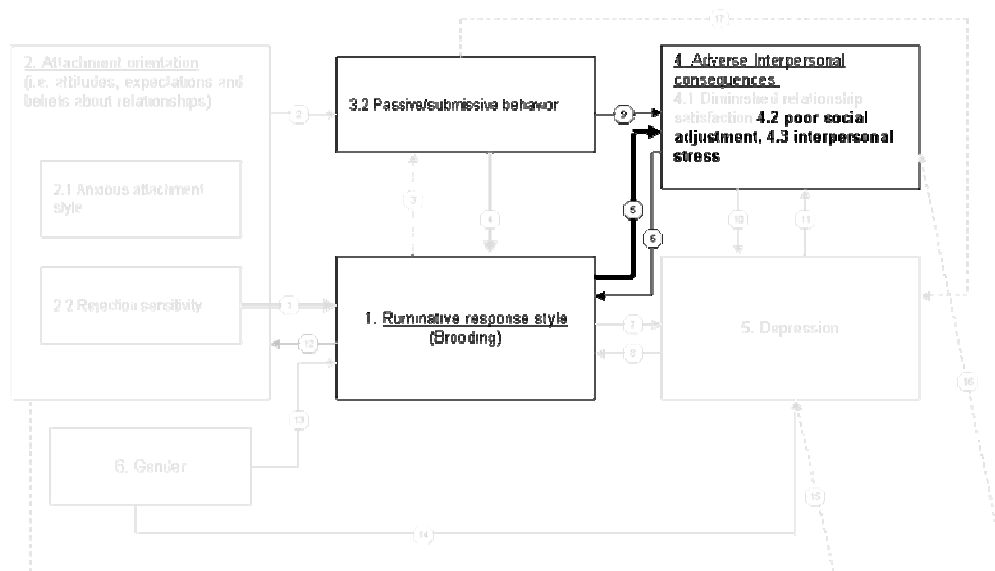 17
2. Attachment orientation
(i.e. attitudes, expectations and
beliefs about relationships)
2.1 Anxious attachment
style
2.2 Rejection sensitivity
2
3.2 Passive/submissive behavior
9
4. Adverse Interpersonal
consequences
4.1 Diminished relationship
satisfaction 4.2 poor social
adjustment, 4.3 interpersonal
stress
3
4
5
6
10
11
1
12
1. Ruminative response style
(Brooding)
7
8
5. Depression
13
6. Gender
14
15
16